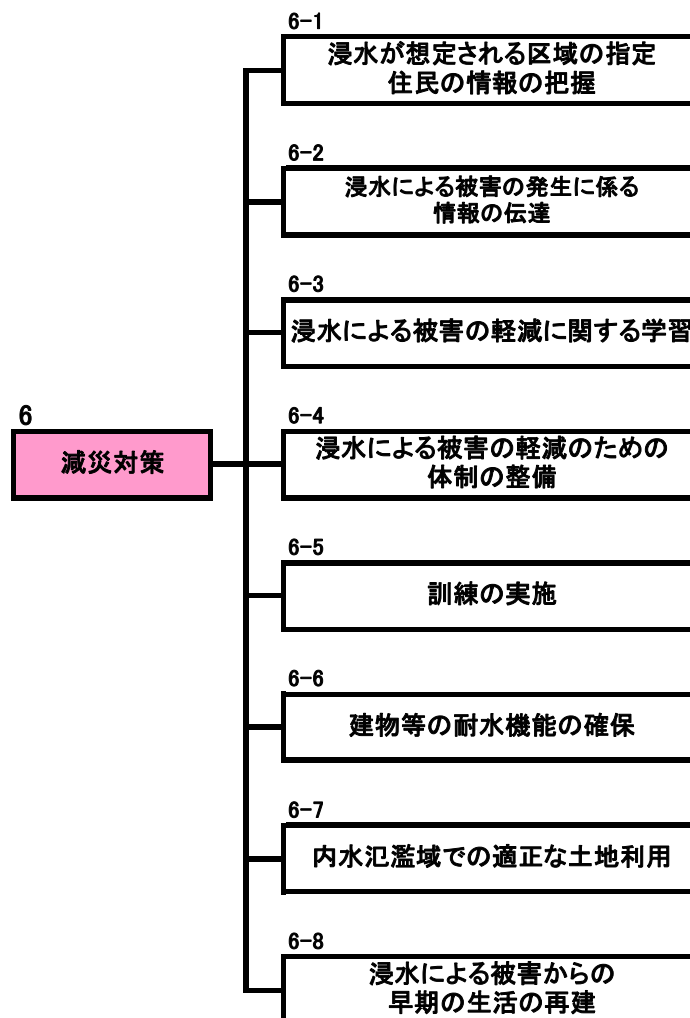 6-1
浸水が想定される区域の指定
住民の情報の把握
6-2
浸水による被害の発生に係る
情報の伝達
6-3
浸水による被害の軽減に関する学習
6
減災対策
6-4
浸水による被害の軽減のための
体制の整備
6-5
訓練の実施
6-6
建物等の耐水機能の確保
6-7
内水氾濫域での適正な土地利用
6-8
浸水による被害からの
早期の生活の再建